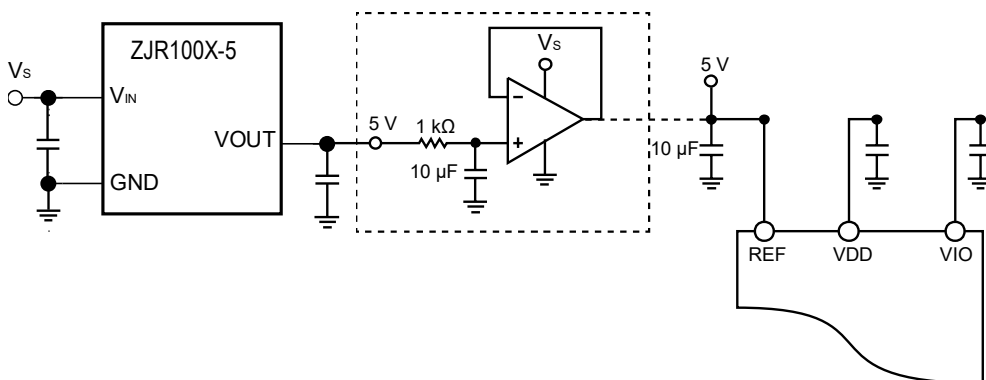 ZJR100X-5
Vs
VIN
GND
VOUT
5 V
1 kΩ
10 µF
Vs
5 V
10 µF
REF
VDD
VIO